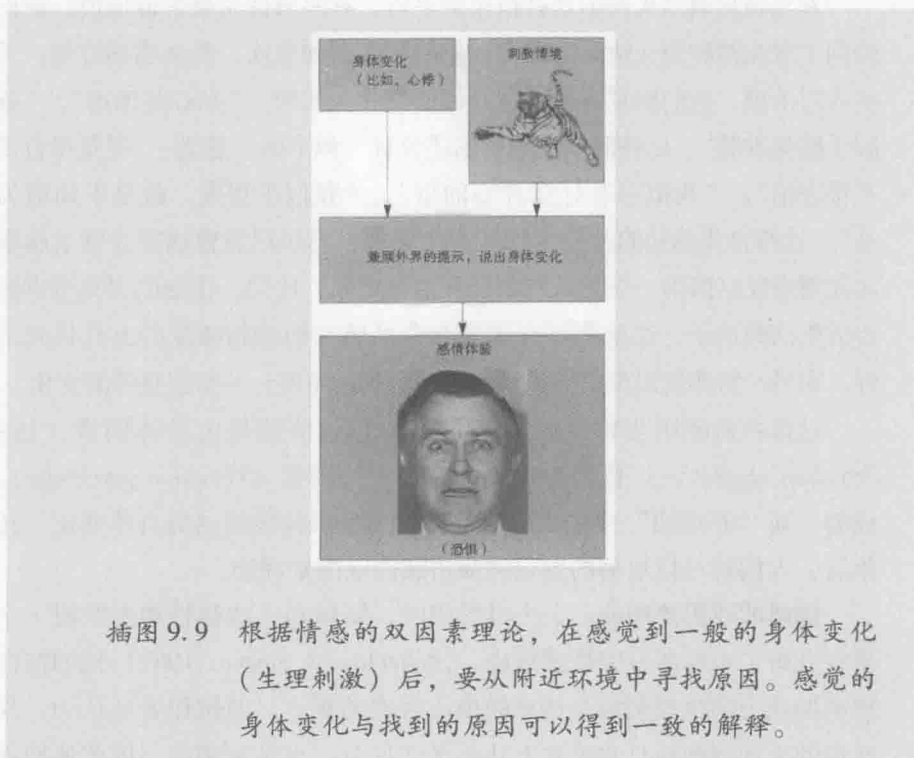 身体变化
（比如，心悸）
刺激情境
兼顾外界的提示，说出身体变化
感情体验
（恐惧）
插图 9.9 根据情感的双因素理论，在感觉到一般的身体变化
（生理刺激）后，要从附近环境中寻找原因。感觉的
身体变化与找到的原因可以得到一致的解释。